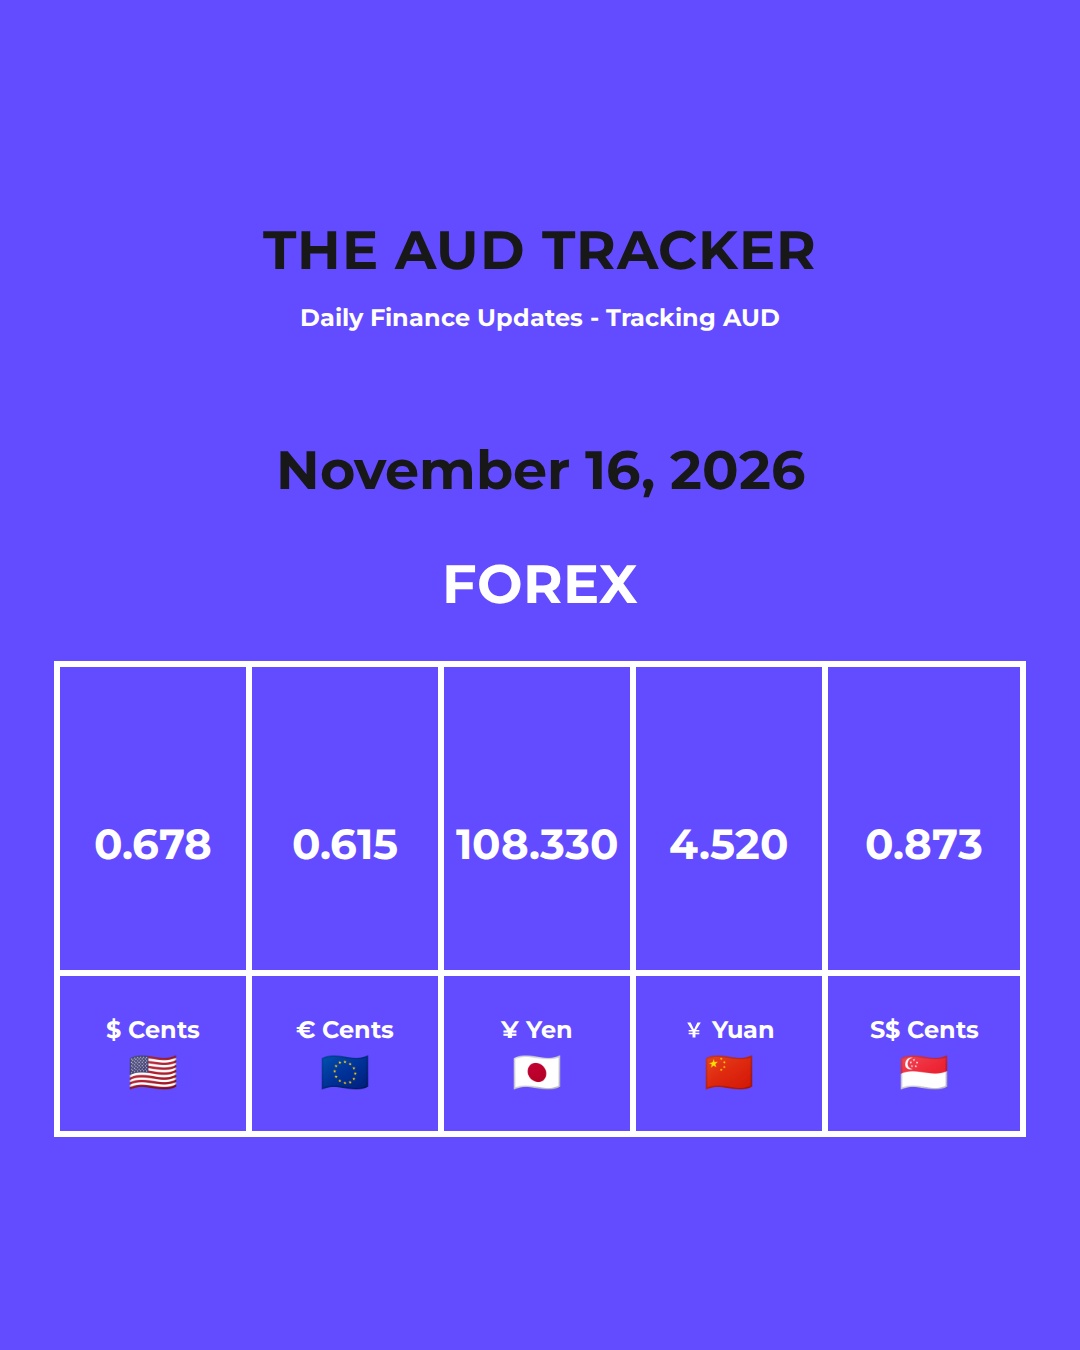 THE AUD TRACKER
Daily Finance Updates - Tracking AUD
November 16, 2026
FOREX
0.678 0.615 108.330 4.520 0.873
$ Cents € Cents ¥ Yen ¥ Yuan S$ Cents